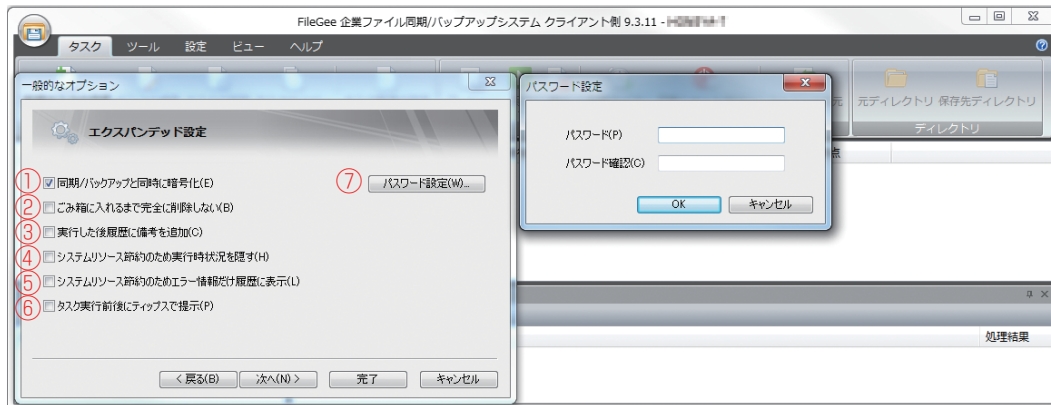 FileGee 企業ファイル同期/バップアップシステム クライアント側 9.3.11 -
タスク ツール 設定 ビュー ヘルプ
元ディレクトリ 保存先ディレクトリ
ディレクトリ
一般的なオプション
エクスパンデッド設定
① 同期/バックアップと同時に暗号化(E)
⑦ パスワード設定(W)...
② ごみ箱に入れるまで完全に削除しない(B)
③ 実行した後履歴に備考を追加(C)
④ システムリソース節約のため実行時状況を隠す(H)
⑤ システムリソース節約のためエラー情報だけ履歴に表示(L)
⑥ タスク実行前後にティップスで提示(P)
< 戻る(B) 次へ(N) > 完了 キャンセル
パスワード設定
パスワード(P)
パスワード確認(C)
OK キャンセル
元
点
処理結果